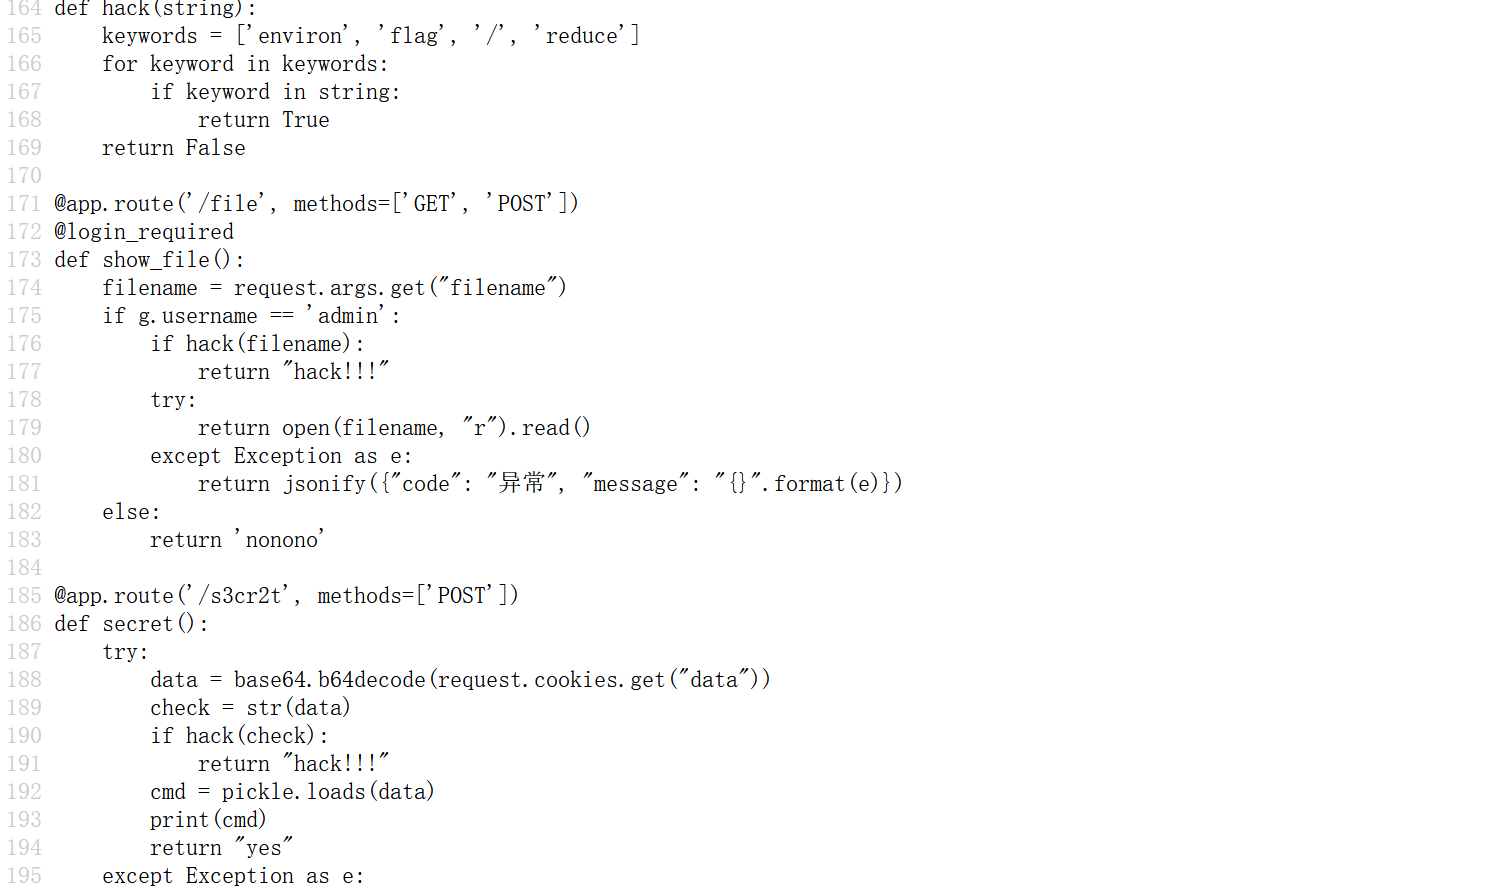 164 def hack(string):
165     keywords = ['environ', 'flag', '/', 'reduce']
166     for keyword in keywords:
167         if keyword in string:
168             return True
169     return False
170
171 @app.route('/file', methods=['GET', 'POST'])
172 @login_required
173 def show_file():
174     filename = request.args.get("filename")
175     if g.username == 'admin':
176         if hack(filename):
177             return "hack!!!"
178         try:
179             return open(filename, "r").read()
180         except Exception as e:
181             return jsonify({"code": "异常", "message": "{}".format(e)})
182     else:
183         return 'nonono'
184
185 @app.route('/s3cr2t', methods=['POST'])
186 def secret():
187     try:
188         data = base64.b64decode(request.cookies.get("data"))
189         check = str(data)
190         if hack(check):
191             return "hack!!!"
192         cmd = pickle.loads(data)
193         print(cmd)
194         return "yes"
195     except Exception as e: